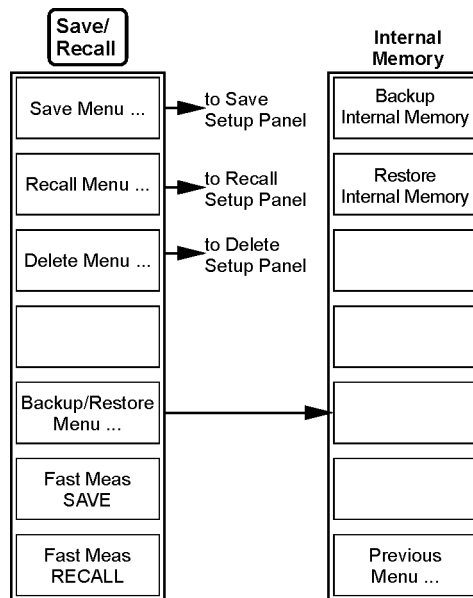 Save/
Recall
Save Menu ...
to Save
Setup Panel
Recall Menu ...
to Recall
Setup Panel
Delete Menu ...
to Delete
Setup Panel
Backup/Restore
Menu ...
Fast Meas
SAVE
Fast Meas
RECALL
Internal
Memory
Backup
Internal Memory
Restore
Internal Memory
Previous
Menu ...